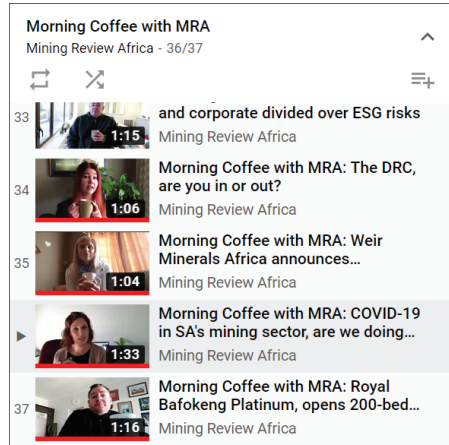 Morning Coffee with MRA
Mining Review Africa - 36/37
33
1:15
and corporate divided over ESG risks
Mining Review Africa
34
1:06
Morning Coffee with MRA: The DRC,
are you in or out?
Mining Review Africa
35
1:04
Morning Coffee with MRA: Weir
Minerals Africa announces…
Mining Review Africa
1:33
Morning Coffee with MRA: COVID-19
in SA's mining sector, are we doing…
Mining Review Africa
37
1:16
Morning Coffee with MRA: Royal
Bafokeng Platinum, opens 200-bed…
Mining Review Africa